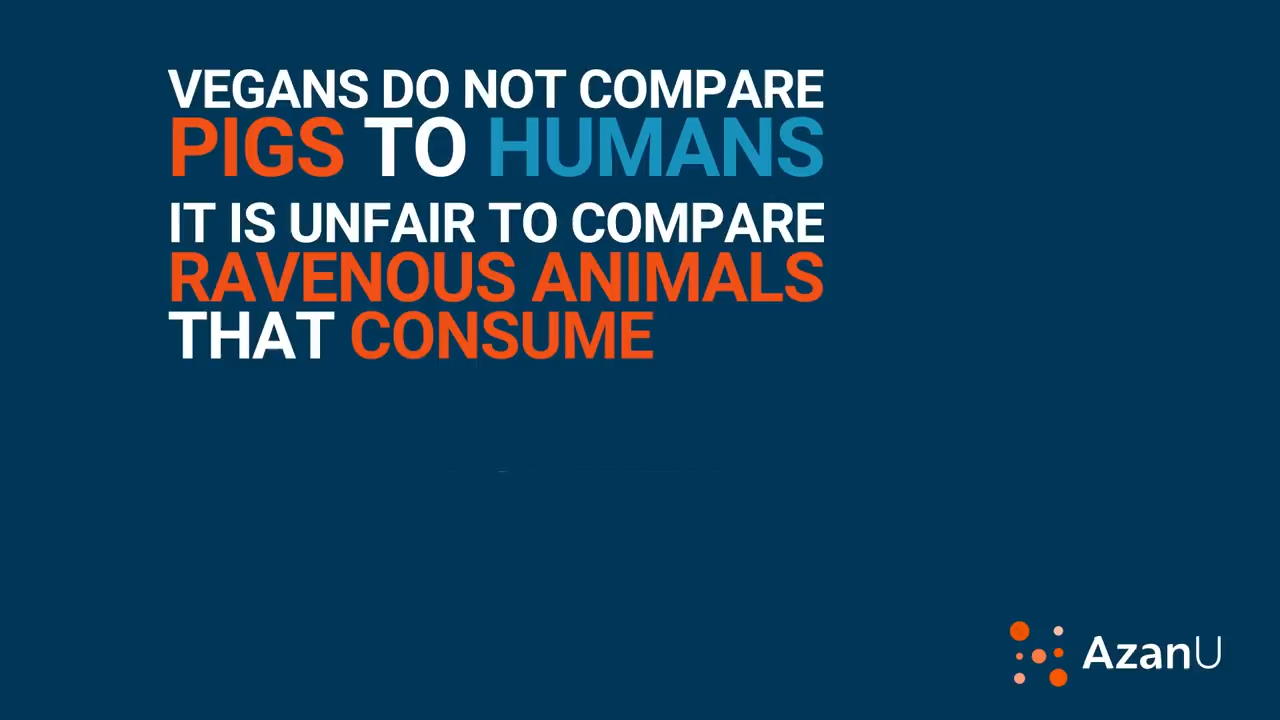 VEGANS DO NOT COMPARE
PIGS TO HUMANS
IT IS UNFAIR TO COMPARE
RAVENOUS ANIMALS
THAT CONSUME
AzanU